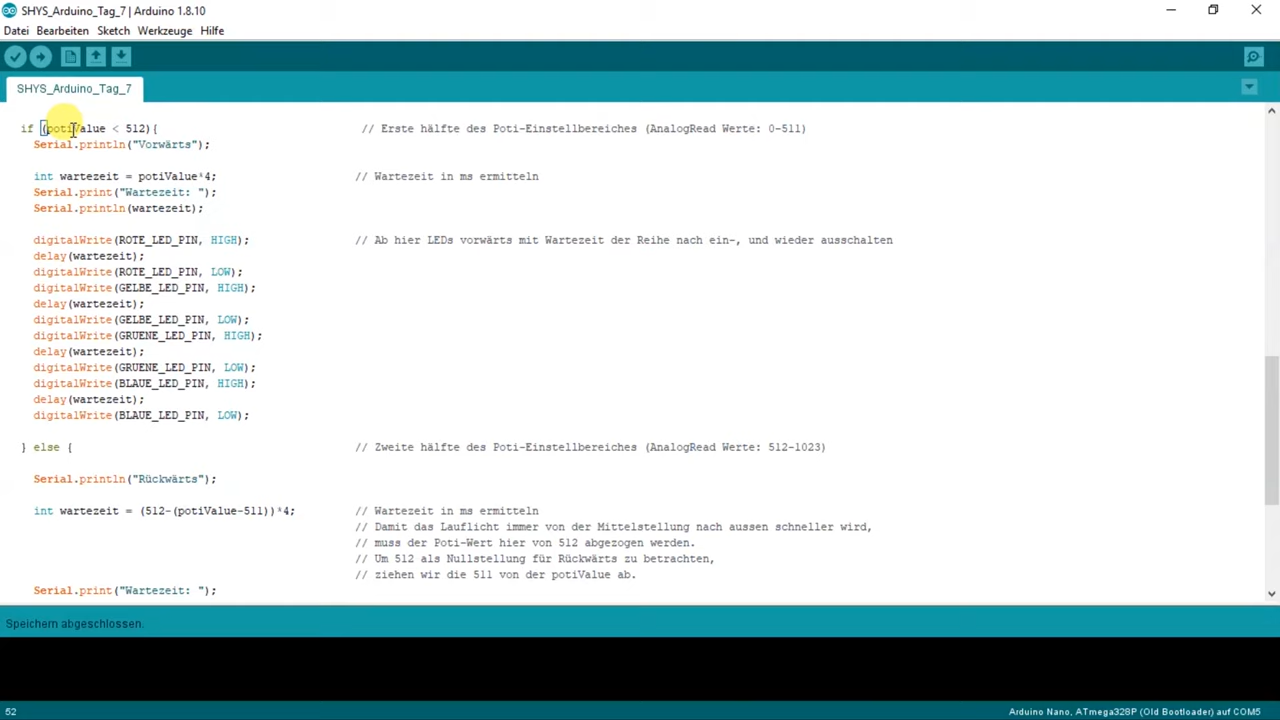 SHYS_Arduino_Tag_7 | Arduino 1.8.10
Datei Bearbeiten Sketch Werkzeuge Hilfe
SHYS_Arduino_Tag_7
if (potiValue < 512){ // Erste hälfte des Poti-Einstellbereiches (AnalogRead Werte: 0-511)
Serial.println("Vorwärts");
int wartezeit = potiValue*4; // Wartezeit in ms ermitteln
Serial.print("Wartezeit: ");
Serial.println(wartezeit);
digitalWrite(ROTE_LED_PIN, HIGH); // Ab hier LEDs vorwärts mit Wartezeit der Reihe nach ein-, und wieder ausschalten
delay(wartezeit);
digitalWrite(ROTE_LED_PIN, LOW);
digitalWrite(GELBE_LED_PIN, HIGH);
delay(wartezeit);
digitalWrite(GELBE_LED_PIN, LOW);
digitalWrite(GRUENE_LED_PIN, HIGH);
delay(wartezeit);
digitalWrite(GRUENE_LED_PIN, LOW);
digitalWrite(BLAUE_LED_PIN, HIGH);
delay(wartezeit);
digitalWrite(BLAUE_LED_PIN, LOW);
} else { // Zweite hälfte des Poti-Einstellbereiches (AnalogRead Werte: 512-1023)
Serial.println("Rückwärts");
int wartezeit = (512-(potiValue-511))*4; // Wartezeit in ms ermitteln
// Damit das Lauflicht immer von der Mittelstellung nach aussen schneller wird,
// muss der Poti-Wert hier von 512 abgezogen werden.
// Um 512 als Nullstellung für Rückwärts zu betrachten,
// ziehen wir die 511 von der potiValue ab.
Serial.print("Wartezeit: ");
Speichern abgeschlossen.
52 Arduino Nano, ATmega328P (Old Bootloader) auf COM5